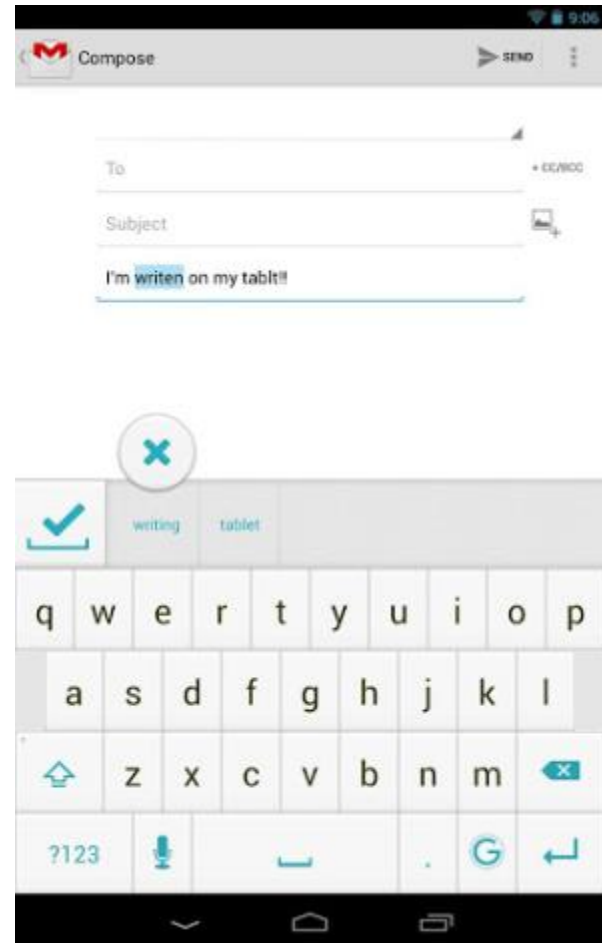 9:06
Compose SEND
To + CC/BCC
Subject
I'm writen on my tablt!!
writing tablet
q w e r t y u i o p
a s d f g h j k l
z x c v b n m
?123 . G